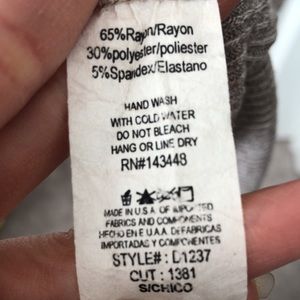 65%Rayon/Rayon
30%polyester/poliester
5%Spandex/Elastano
HAND WASH
WITH COLD WATER
DO NOT BLEACH
HANG OR LINE DRY
RN#143448
MADE IN U.S.A OF IMPORTED
FABRICS AND COMPONENTS
HECHO EN E.U.A.A DE FABRICAS
IMPORTADAS Y COMPONENTES
STYLE#: D1237
CUT : 1381
S/CHICO